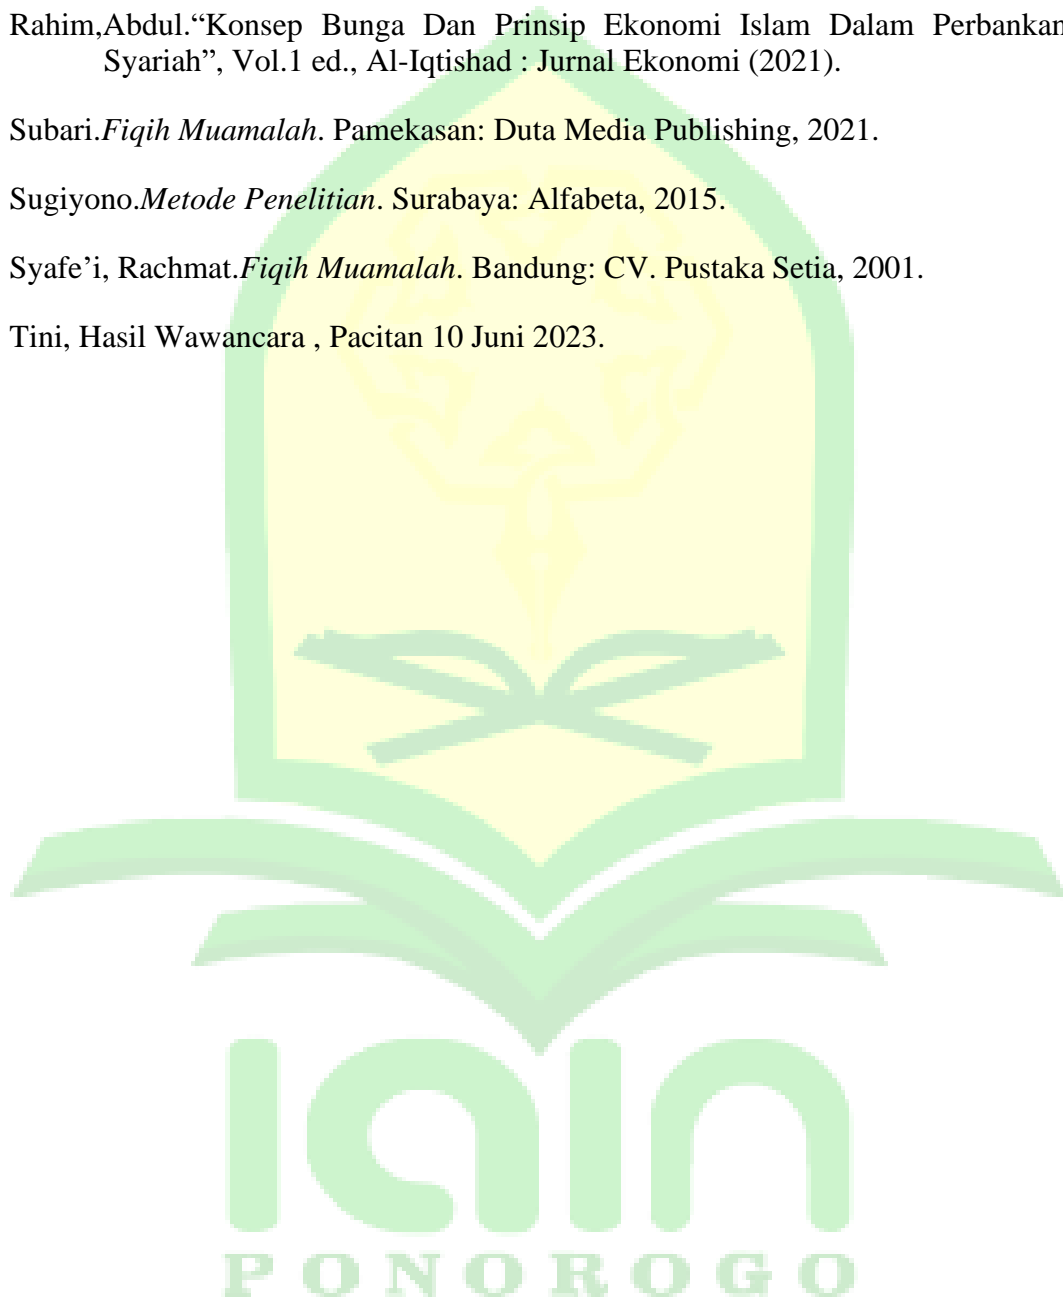 Rahim,Abdul.“Konsep Bunga Dan Prinsip Ekonomi Islam Dalam Perbankan
Syariah”, Vol.1 ed., Al-Iqtishad : Jurnal Ekonomi (2021).
Subari.Fiqih Muamalah. Pamekasan: Duta Media Publishing, 2021.
Sugiyono.Metode Penelitian. Surabaya: Alfabeta, 2015.
Syafe’i, Rachmat.Fiqih Muamalah. Bandung: CV. Pustaka Setia, 2001.
Tini, Hasil Wawancara , Pacitan 10 Juni 2023.
iain
PONOROGO